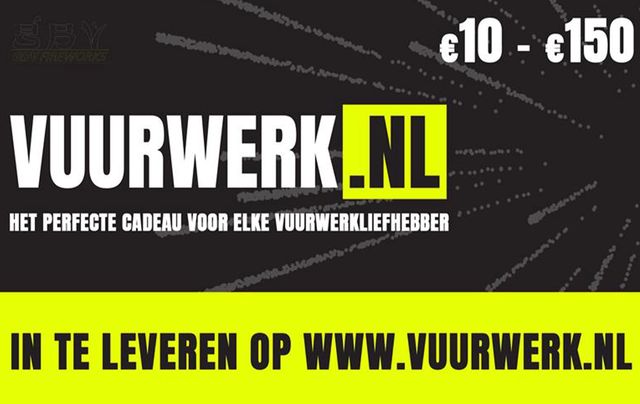 €10 - €150
VUURWERK.NL
HET PERFECTE CADEAU VOOR ELKE VUURWERKLIEFHEBBER
IN TE LEVEREN OP WWW.VUURWERK.NL